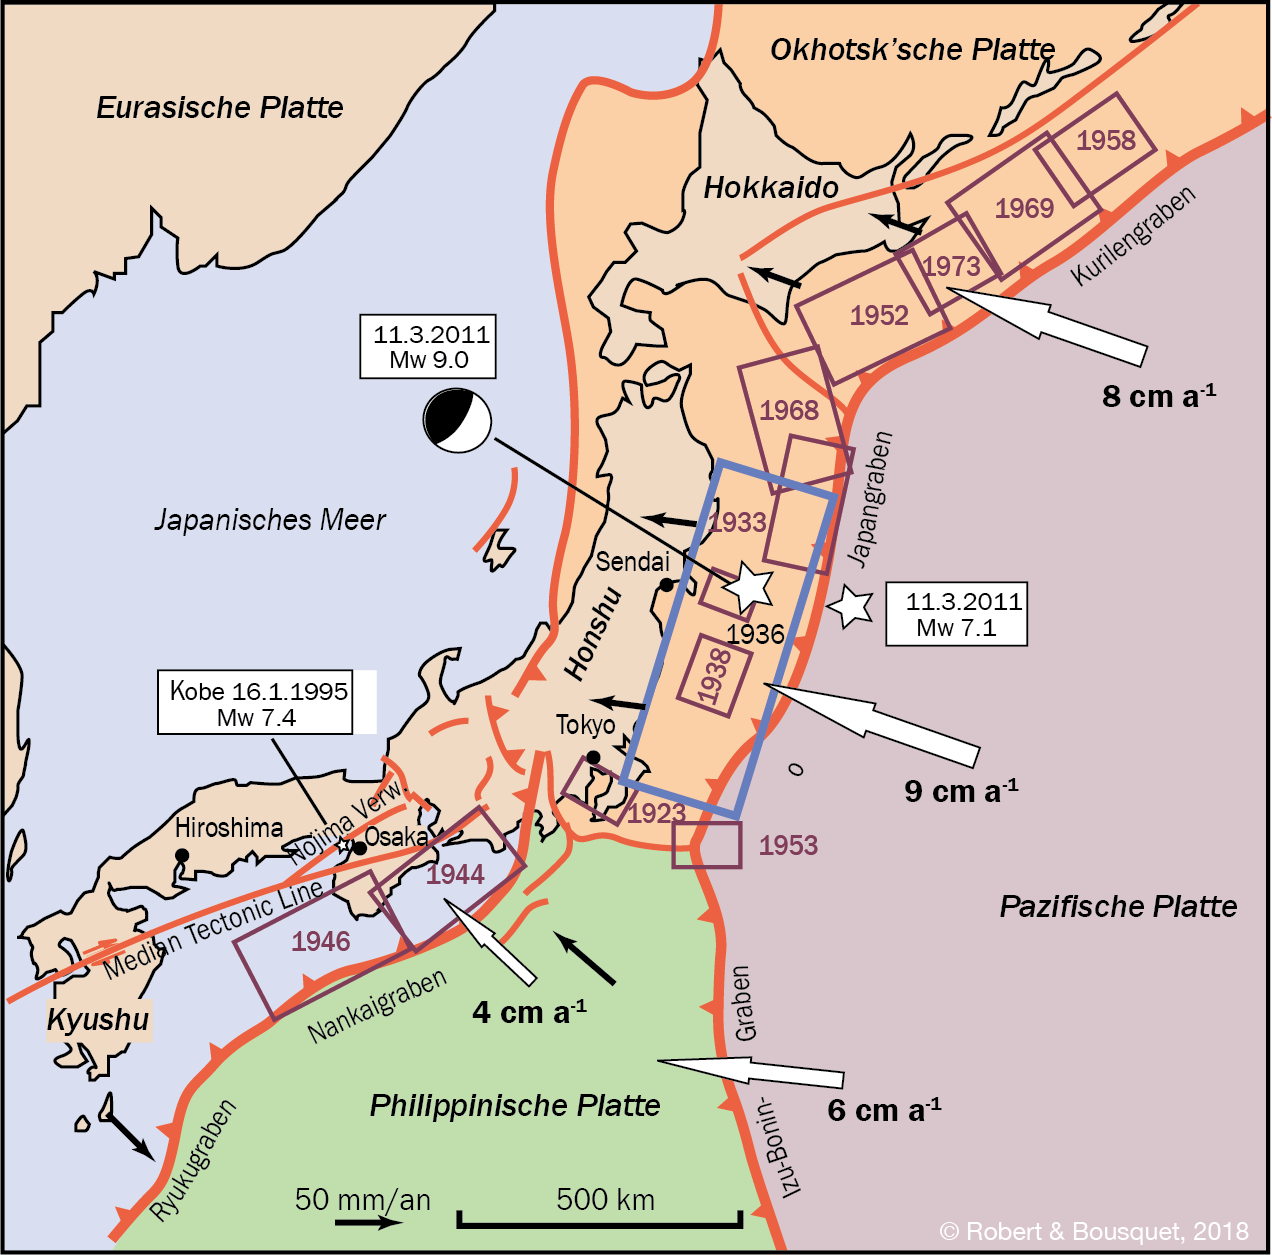 Okhotsk’sche Platte
Eurasische Platte
1958
Hokkaido
1969
Kurilengraben
1973
1952
11.3.2011
Mw 9.0
8 cm a-1
1968
Japangraben
Japanisches Meer
1933
Sendai
11.3.2011
Mw 7.1
Honshu
1936
1938
Kobe 16.1.1995
Mw 7.4
Tokyo
0
9 cm a-1
Nojima Verw.
1923
Hiroshima
Osaka
1953
1944
Median Tectonic Line
Pazifische Platte
1946
Nankaigraben
4 cm a-1
Kyushu
Graben
Philippinische Platte
6 cm a-1
Izu-Bonin-
Ryukugraben
50 mm/an
500 km
© Robert & Bousquet, 2018